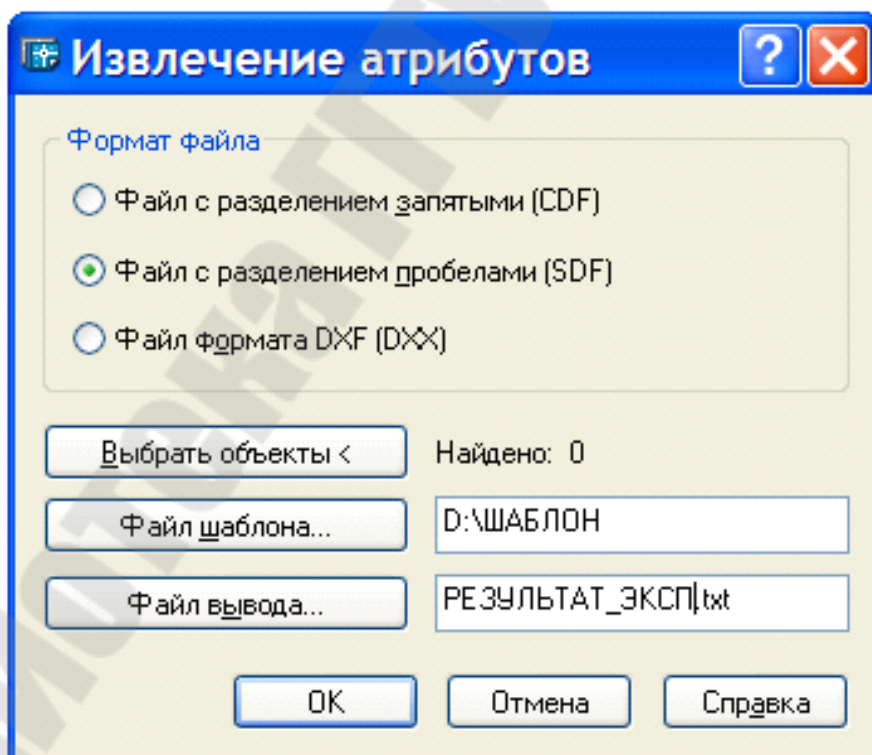 Извлечение атрибутов
Формат файла
Файл с разделением запятыми (CDF)
Файл с разделением пробелами (SDF)
Файл формата DXF (DXX)
Выбрать объекты < Найдено: 0
Файл шаблона... D:\ШАБЛОН
Файл вывода... РЕЗУЛЬТАТ_ЭКСП.txt
OK Отмена Справка